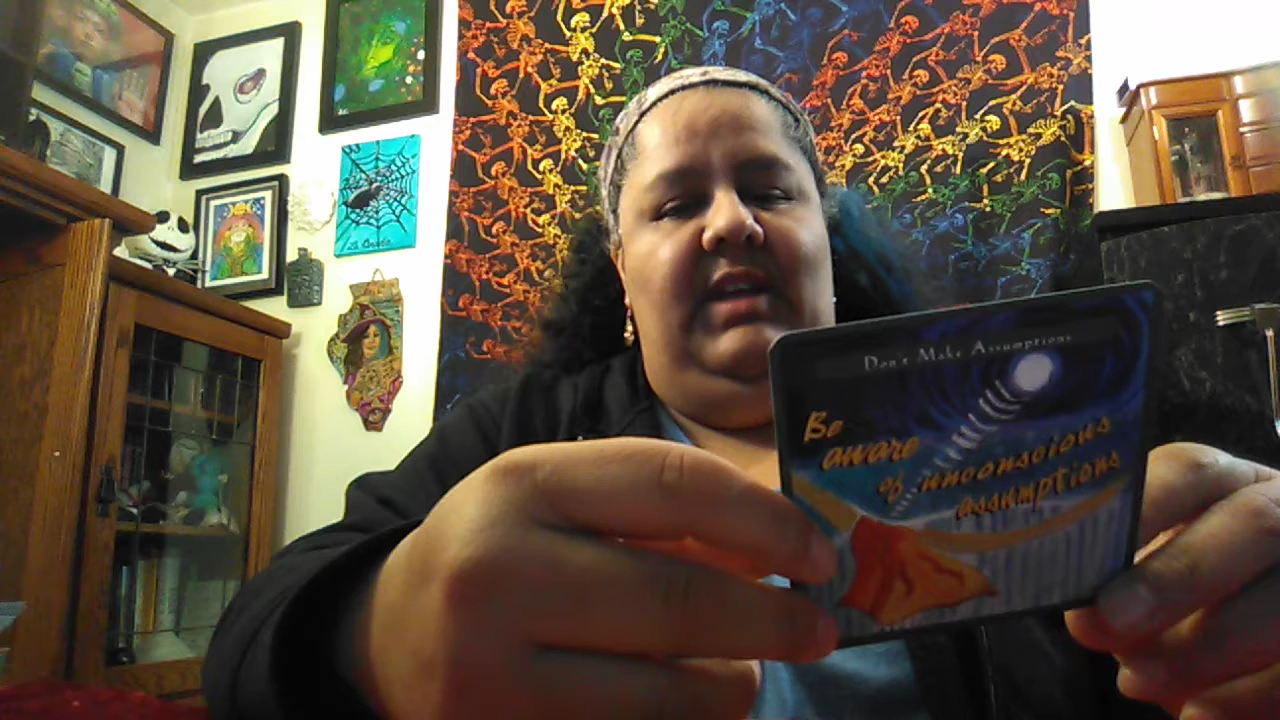 Don't Make Assumptions
Be
aware
of unconscious
assumptions